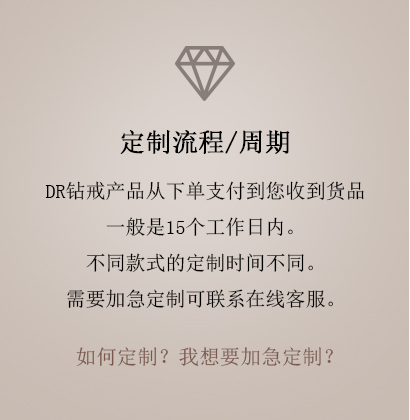 定制流程/周期
DR钻戒产品从下单支付到您收到货品
一般是15个工作日内。
不同款式的定制时间不同。
需要加急定制可联系在线客服。
如何定制？我想要加急定制？